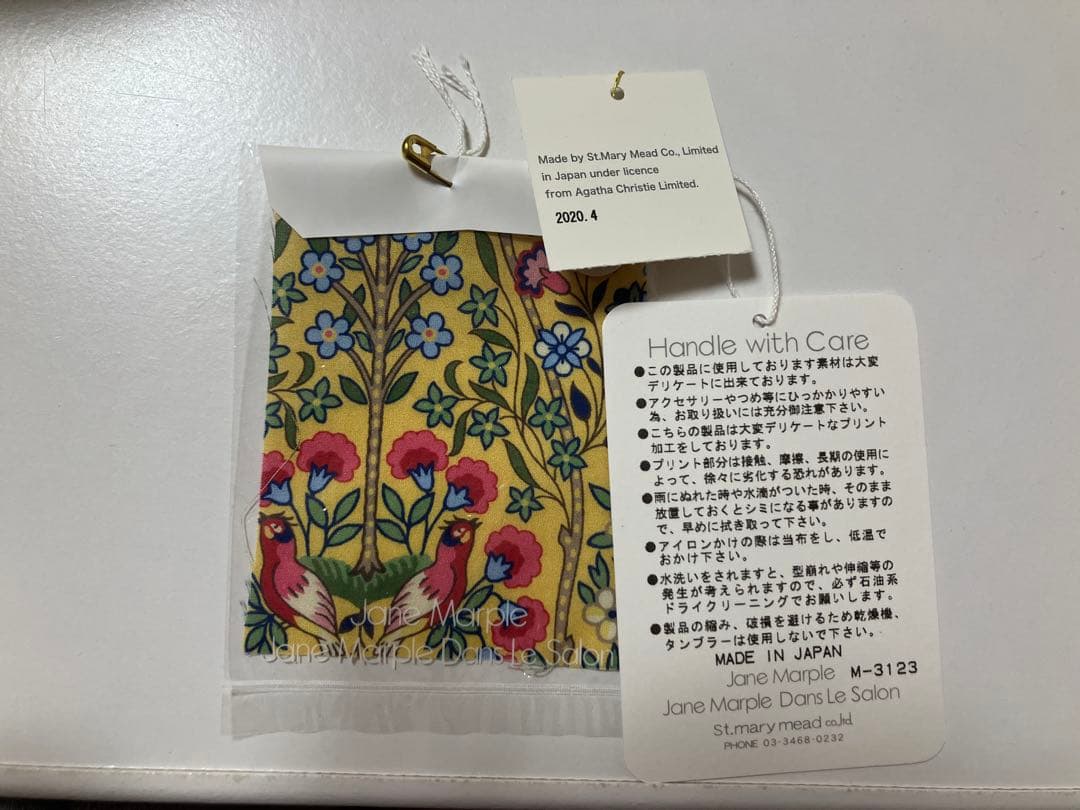 Made by St.Mary Mead Co., Limited
in Japan under licence
from Agatha Christie Limited.
2020.4
Jane Marple
Jane Marple Dans Le Salon
Handle with Care
●この製品に使用しております素材は大変
デリケートに出来ております。
●アクセサリーやつめ等にひっかかりやすい
為、お取り扱いには充分御注意下さい。
●こちらの製品は大変デリケートなプリント
加工をしております。
●プリント部分は接触、摩擦、長期の使用に
よって、徐々に劣化する恐れがあります。
●雨にぬれた時や水滴がついた時、そのまま
放置しておくとシミになる事がありますの
で、早めに拭き取って下さい。
●アイロンかけの際は当布をし、低温で
おかけ下さい。
●水洗いをされますと、型崩れや伸縮等の
発生が考えられますので、必ず石油系
ドライクリーニングでお願いします。
●製品の縮み、破損を避けるため乾燥機、
タンブラーは使用しないで下さい。
MADE IN JAPAN
Jane Marple M-3123
Jane Marple Dans Le Salon
St.mary mead co.,ltd.
PHONE 03-3468-0232